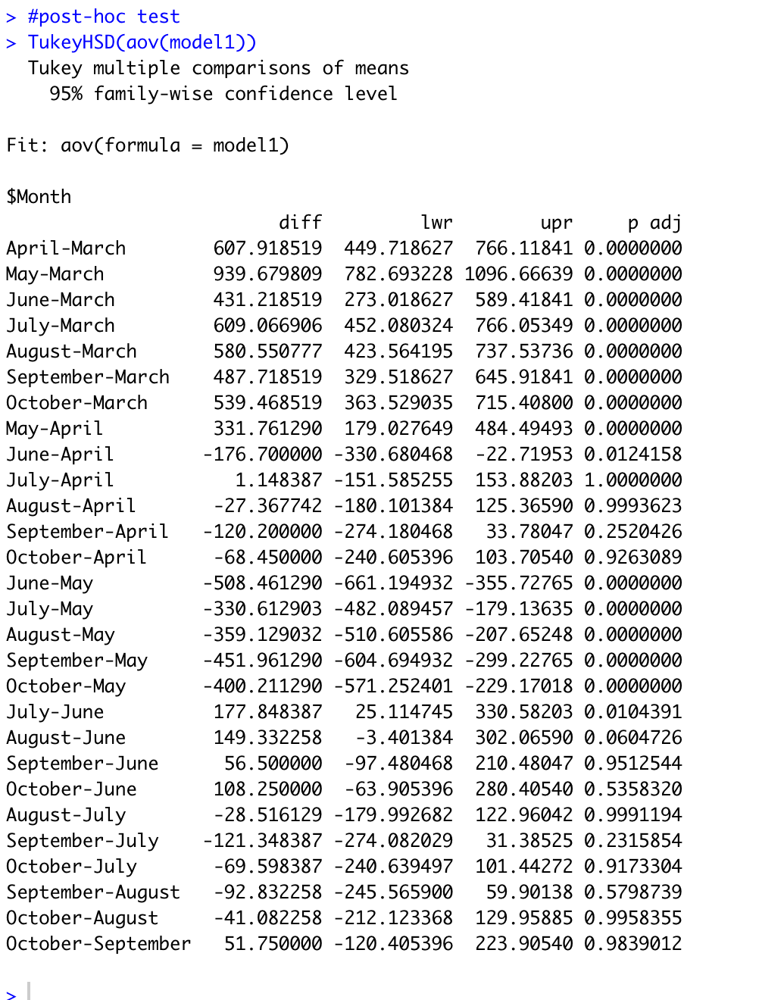 > #post-hoc test
> TukeyHSD(aov(model1))
  Tukey multiple comparisons of means
    95% family-wise confidence level

Fit: aov(formula = model1)

$Month
                        diff         lwr        upr     p adj
April-March       607.918519  449.718627  766.11841 0.0000000
May-March         939.679809  782.693228 1096.66639 0.0000000
June-March        431.218519  273.018627  589.41841 0.0000000
July-March        609.066906  452.080324  766.05349 0.0000000
August-March      580.550777  423.564195  737.53736 0.0000000
September-March   487.718519  329.518627  645.91841 0.0000000
October-March     539.468519  363.529035  715.40800 0.0000000
May-April         331.761290  179.027649  484.49493 0.0000000
June-April       -176.700000 -330.680468  -22.71953 0.0124158
July-April          1.148387 -151.585255  153.88203 1.0000000
August-April      -27.367742 -180.101384  125.36590 0.9993623
September-April  -120.200000 -274.180468   33.78047 0.2520426
October-April     -68.450000 -240.605396  103.70540 0.9263089
June-May         -508.461290 -661.194932 -355.72765 0.0000000
July-May         -330.612903 -482.089457 -179.13635 0.0000000
August-May       -359.129032 -510.605586 -207.65248 0.0000000
September-May    -451.961290 -604.694932 -299.22765 0.0000000
October-May      -400.211290 -571.252401 -229.17018 0.0000000
July-June         177.848387   25.114745  330.58203 0.0104391
August-June       149.332258   -3.401384  302.06590 0.0604726
September-June     56.500000  -97.480468  210.48047 0.9512544
October-June      108.250000  -63.905396  280.40540 0.5358320
August-July       -28.516129 -179.992682  122.96042 0.9991194
September-July   -121.348387 -274.082029   31.38525 0.2315854
October-July      -69.598387 -240.639497  101.44272 0.9173304
September-August  -92.832258 -245.565900   59.90138 0.5798739
October-August    -41.082258 -212.123368  129.95885 0.9958355
October-September  51.750000 -120.405396  223.90540 0.9839012

>